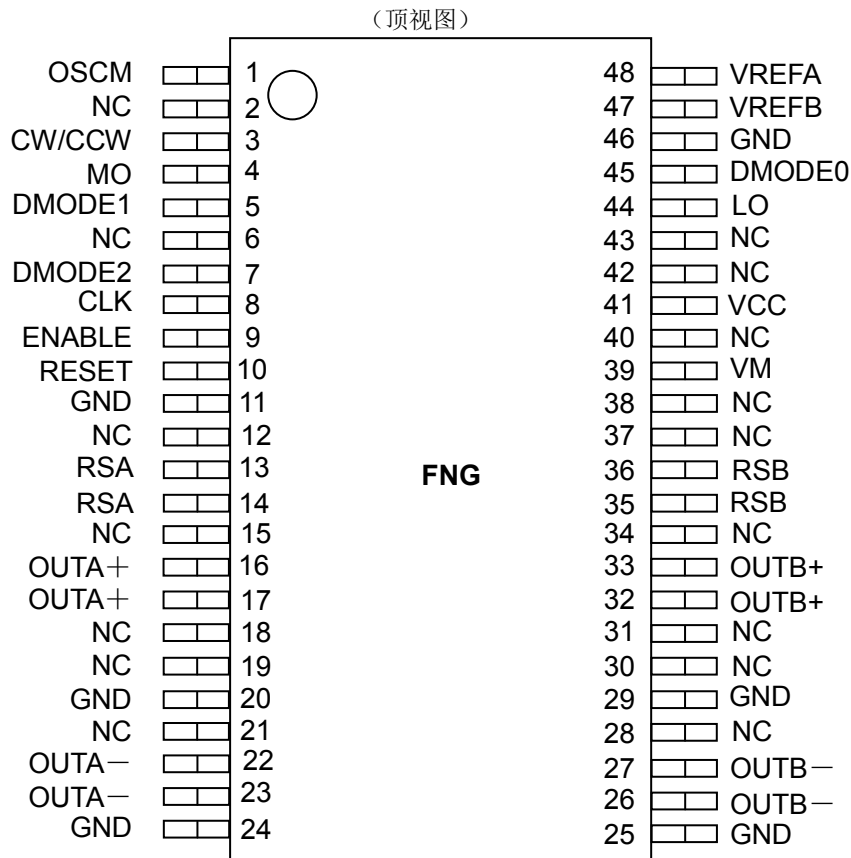 （顶视图）
OSCM 1 48 VREFA
NC 2 47 VREFB
CW/CCW 3 46 GND
MO 4 45 DMODE0
DMODE1 5 44 LO
NC 6 43 NC
DMODE2 7 42 NC
CLK 8 41 VCC
ENABLE 9 40 NC
RESET 10 39 VM
GND 11 38 NC
NC 12 37 NC
RSA 13 FNG 36 RSB
RSA 14 35 RSB
NC 15 34 NC
OUTA＋ 16 33 OUTB+
OUTA＋ 17 32 OUTB+
NC 18 31 NC
NC 19 30 NC
GND 20 29 GND
NC 21 28 NC
OUTA－ 22 27 OUTB－
OUTA－ 23 26 OUTB－
GND 24 25 GND